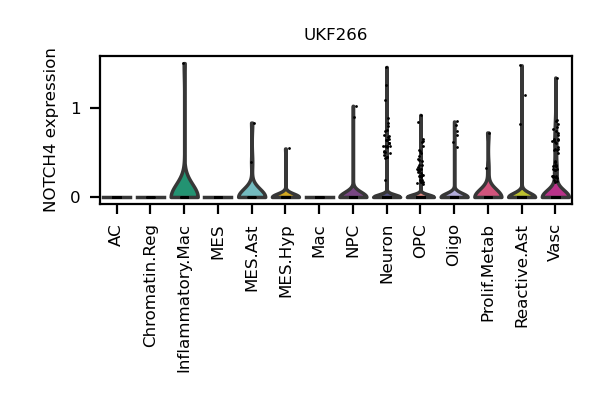 UKF266
NOTCH4 expression
1
0
AC
Chromatin.Reg
Inflammatory.Mac
MES
MES.Ast
MES.Hyp
Mac
NPC
Neuron
OPC
Oligo
Prolif.Metab
Reactive.Ast
Vasc